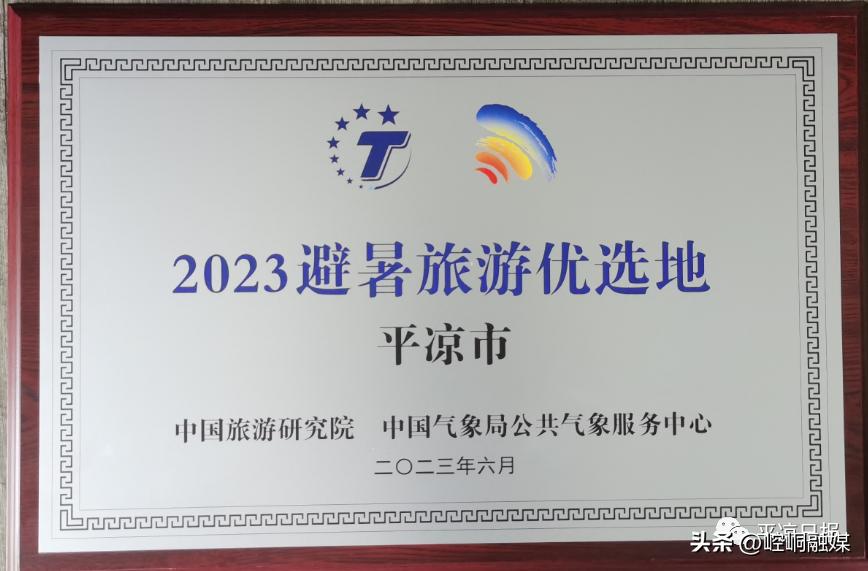 T
2023避暑旅游优选地
平凉市
中国旅游研究院 中国气象局公共气象服务中心
二〇二三年六月
平凉日报
头条 @崆峒融媒